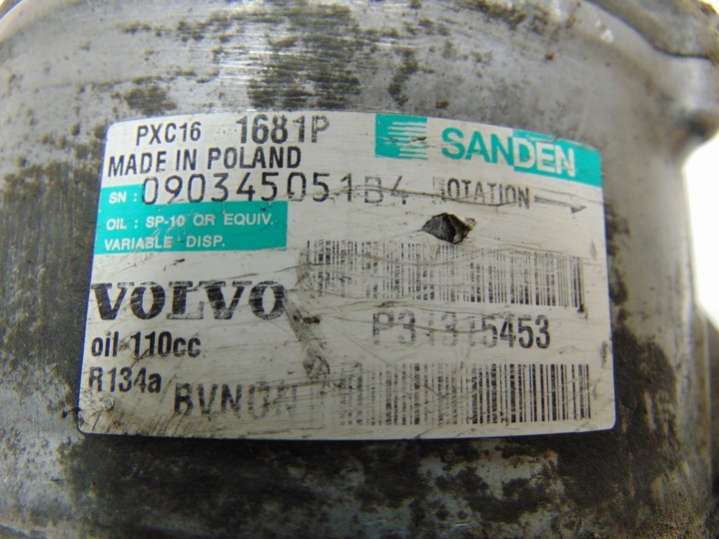 PXC16 1681P SANDEN
MADE IN POLAND
SN: 090345051B4 ROTATION
OIL : SP-10 OR EQUIV.
VARIABLE DISP.
VOLVO
P31315453
oil 110cc
R134a